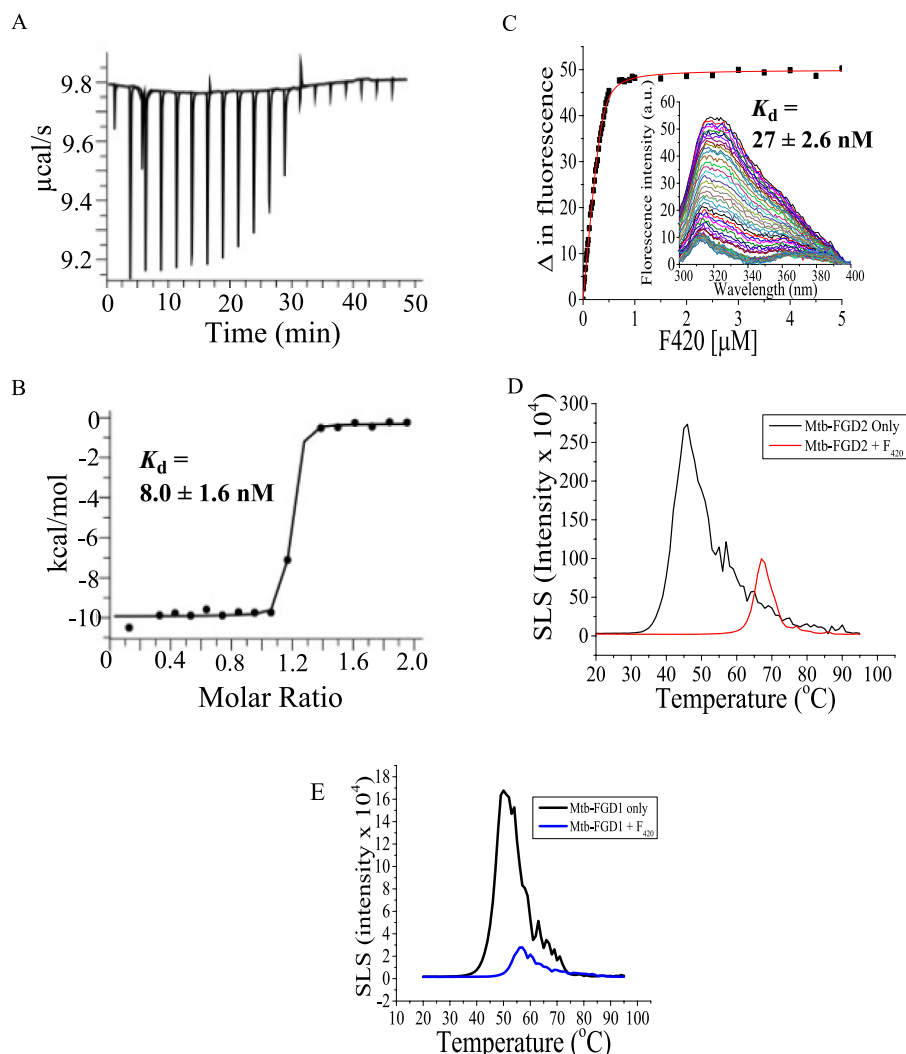 A
9.8
9.6
9.4
9.2
μcal/s
0 10 20 30 40 50
Time (min)
B
0
-2
-4
-6
-8
-10
kcal/mol
K_d =
8.0 ± 1.6 nM
0 0.4 0.8 1.2 1.6 2.0
Molar Ratio
C
60
50
40
30
20
10
0
Δ in fluorescence
0 1 2 3 4 5
F420 [μM]
K_d =
27 ± 2.6 nM
60
50
40
30
20
10
0
Florescence intensity (a.u.)
300 320 340 360 380 400
Wavelength (nm)
D
300
250
200
150
100
50
0
SLS (Intensity x 10⁴)
Mtb-FGD2 Only
Mtb-FGD2 + F₄₂₀
20 30 40 50 60 70 80 90 100
Temperature (°C)
E
18
16
14
12
10
8
6
4
2
0
-2
SLS (intensity x 10⁴)
Mtb-FGD1 only
Mtb-FGD1 + F₄₂₀
10 20 30 40 50 60 70 80 90 100
Temperature (°C)